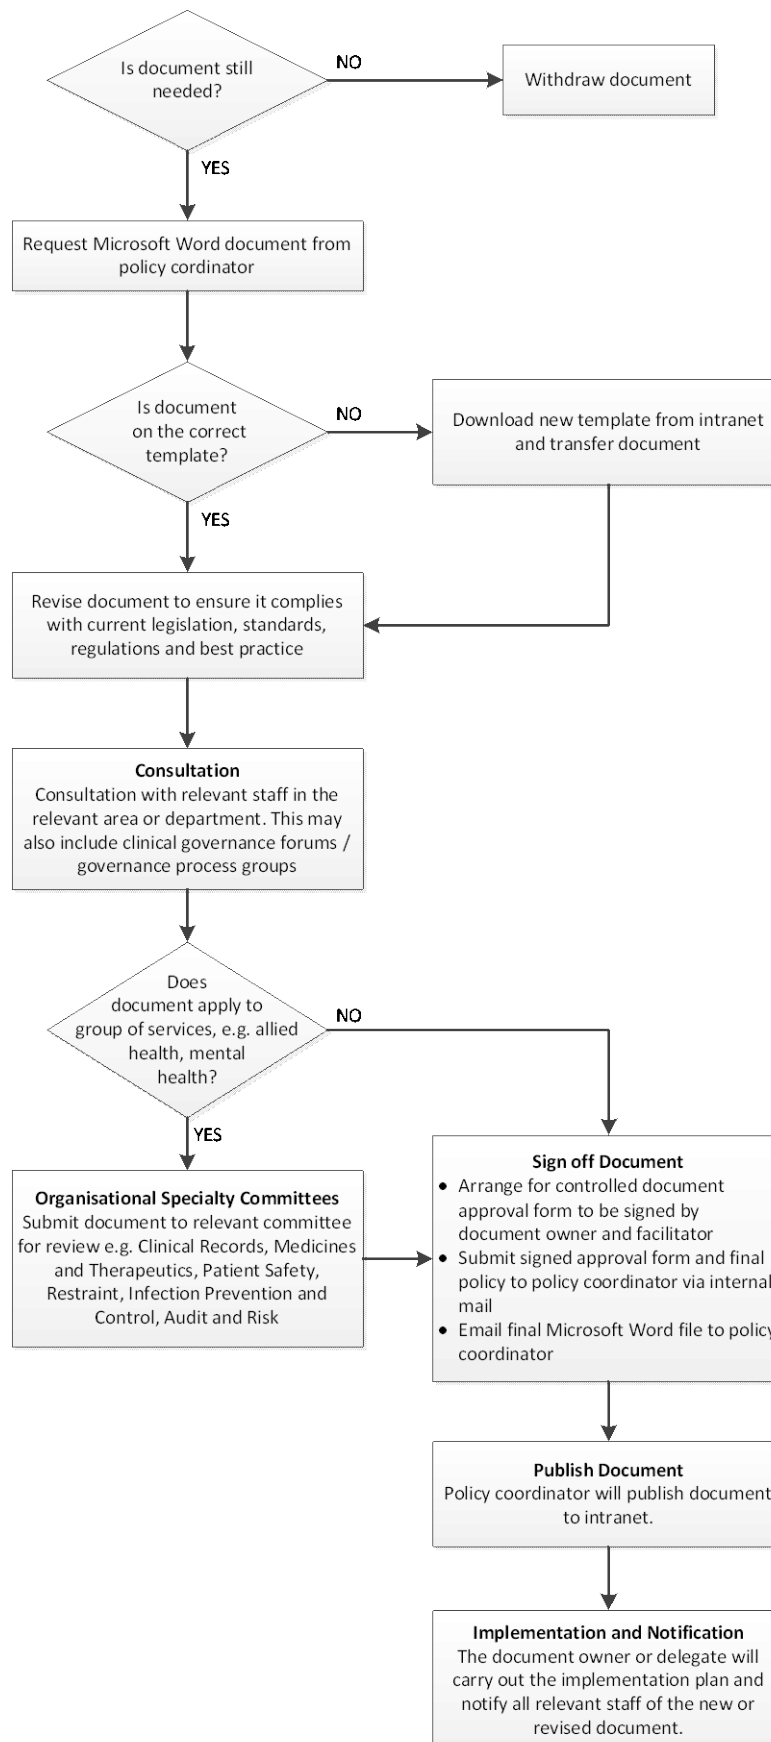 Is document still
needed?
NO
Withdraw document
YES
Request Microsoft Word document from
policy cordinator
Is document
on the correct
template?
NO
Download new template from intranet
and transfer document
YES
Revise document to ensure it complies
with current legislation, standards,
regulations and best practice
Consultation
Consultation with relevant staff in the
relevant area or department. This may
also include clinical governance forums /
governance process groups
Does
document apply to
group of services, e.g. allied
health, mental
health?
NO
YES
Organisational Specialty Committees
Submit document to relevant committee
for review e.g. Clinical Records, Medicines
and Therapeutics, Patient Safety,
Restraint, Infection Prevention and
Control, Audit and Risk
Sign off Document
• Arrange for controlled document
approval form to be signed by
document owner and facilitator
• Submit signed approval form and final
policy to policy coordinator via internal
mail
• Email final Microsoft Word file to policy
coordinator
Publish Document
Policy coordinator will publish document
to intranet.
Implementation and Notification
The document owner or delegate will
carry out the implementation plan and
notify all relevant staff of the new or
revised document.